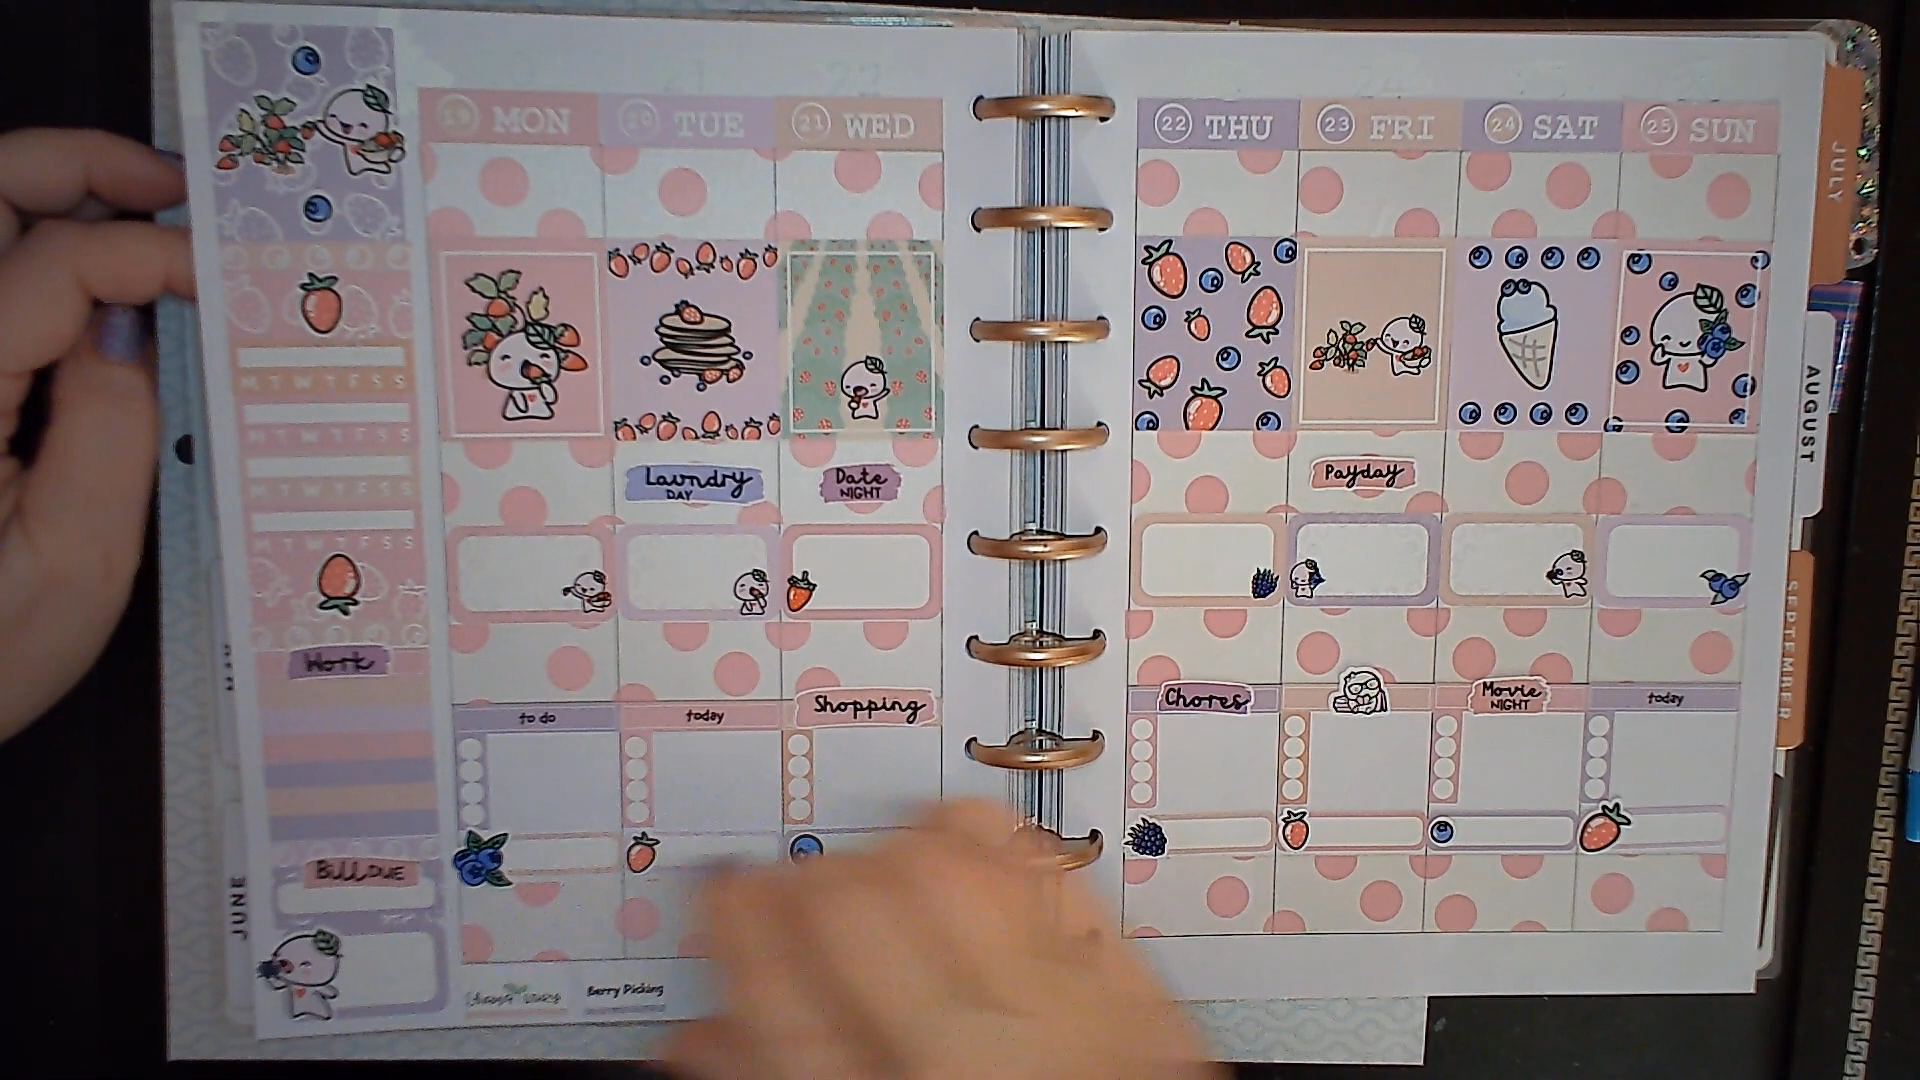 19 MON
20 TUE
21 WED
22 THU
23 FRI
24 SAT
25 SUN
JULY
AUGUST
SEPTEMBER
JUNE
M T W T F S S
M T W T F S S
M T W T F S S
M T W T F S S
Laundry
DAY
Date
NIGHT
Payday
Work
to do
today
Shopping
Chores
Movie
NIGHT
today
Bill DUE
Berry Picking